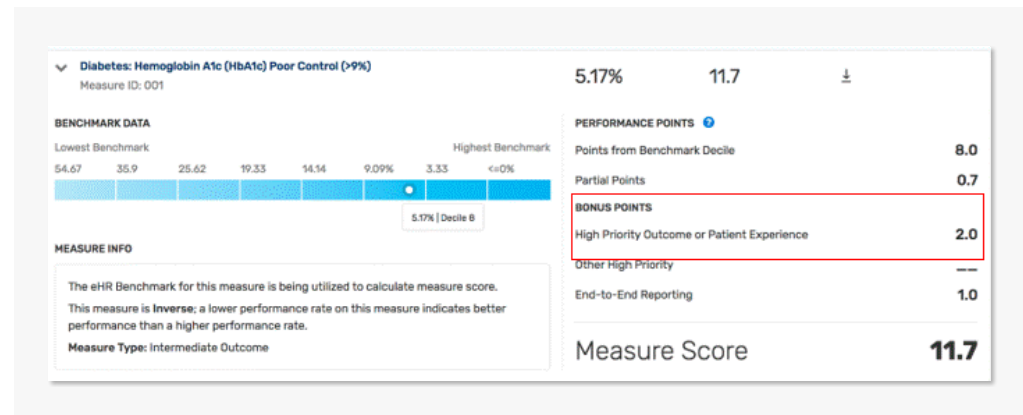 Diabetes: Hemoglobin A1c (HbA1c) Poor Control (>9%)
Measure ID: 001
5.17% 11.7
BENCHMARK DATA
Lowest Benchmark Highest Benchmark
54.67 35.9 25.62 19.33 14.14 9.09% 3.33 <=0%
5.17% | Decile 8
MEASURE INFO
The eHR Benchmark for this measure is being utilized to calculate measure score.
This measure is Inverse; a lower performance rate on this measure indicates better
performance than a higher performance rate.
Measure Type: Intermediate Outcome
PERFORMANCE POINTS ?
Points from Benchmark Decile 8.0
Partial Points 0.7
BONUS POINTS
High Priority Outcome or Patient Experience 2.0
Other High Priority __
End-to-End Reporting 1.0
Measure Score 11.7